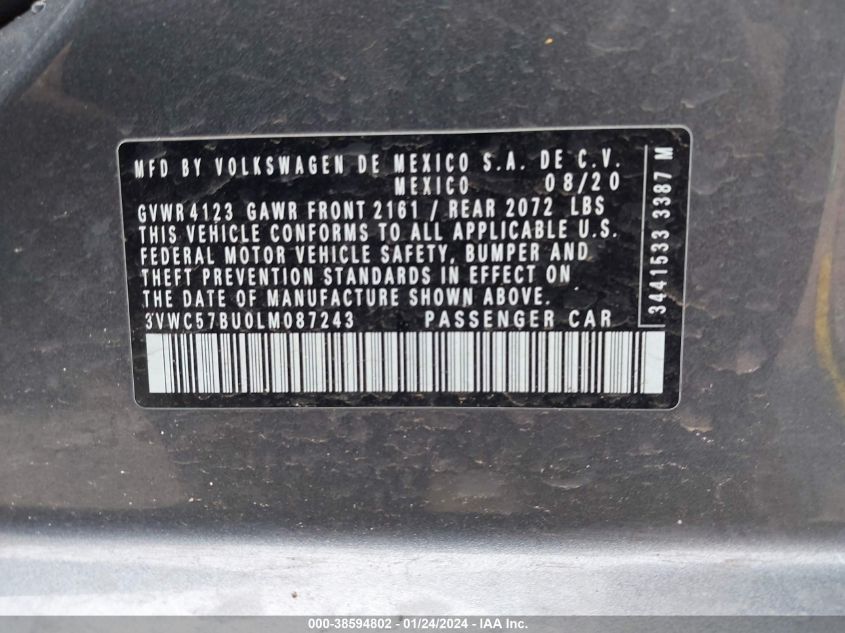 MFD BY VOLKSWAGEN DE MEXICO S.A. DE C.V.
MEXICO 08/20
GVWR 4123 GAWR FRONT 2161 / REAR 2072 LBS
THIS VEHICLE CONFORMS TO ALL APPLICABLE U.S.
FEDERAL MOTOR VEHICLE SAFETY, BUMPER AND
THEFT PREVENTION STANDARDS IN EFFECT ON
THE DATE OF MANUFACTURE SHOWN ABOVE.
3VWC57BU0LM087243 PASSENGER CAR
3441533 3387 M
000-38594802 - 01/24/2024 - IAA Inc.